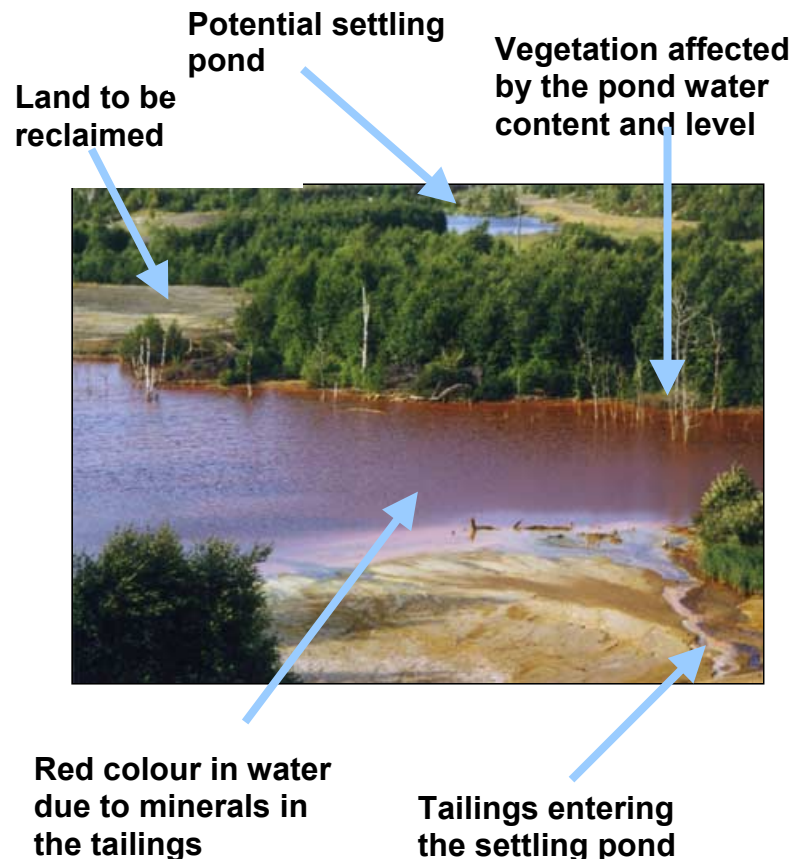 Potential settling
pond
Vegetation affected
by the pond water
content and level
Land to be
reclaimed
Red colour in water
due to minerals in
the tailings
Tailings entering
the settling pond